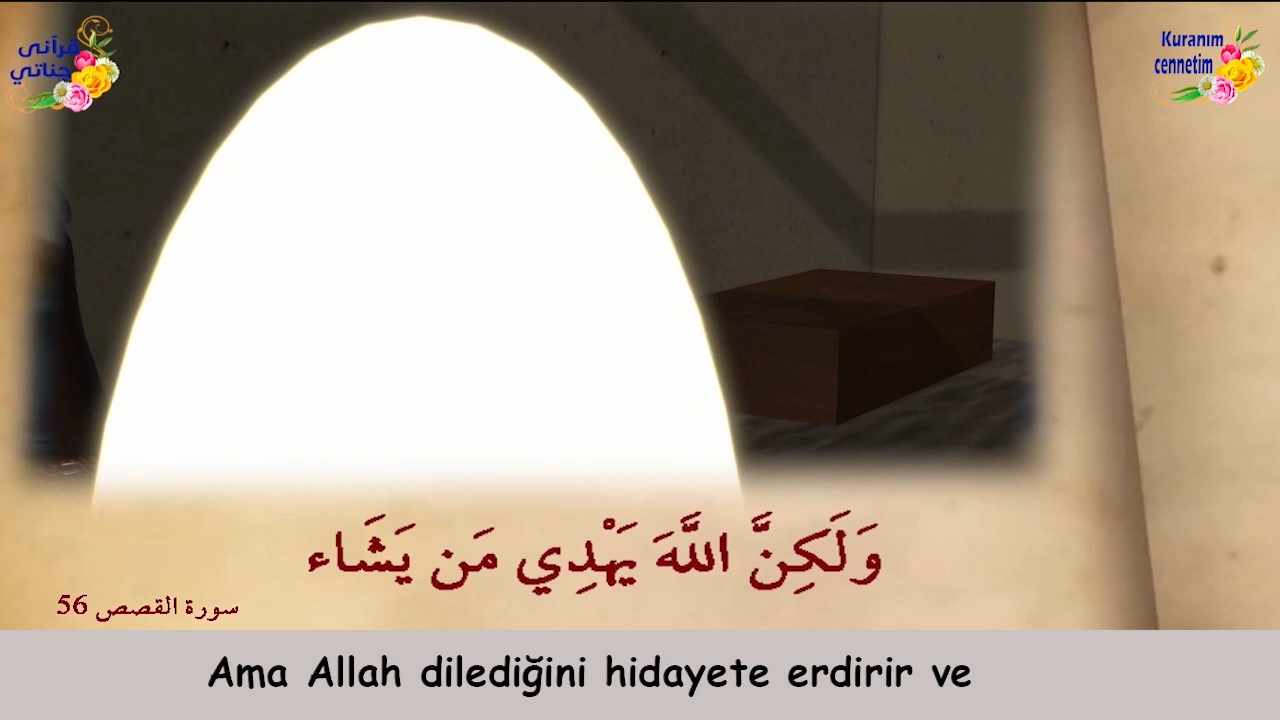 قرآني
جناتي
Kuranım
cennetim
وَلَكِنَّ اللَّهَ يَهْدِي مَن يَشَاء
سورة القصص 56
Ama Allah dilediğini hidayete erdirir ve